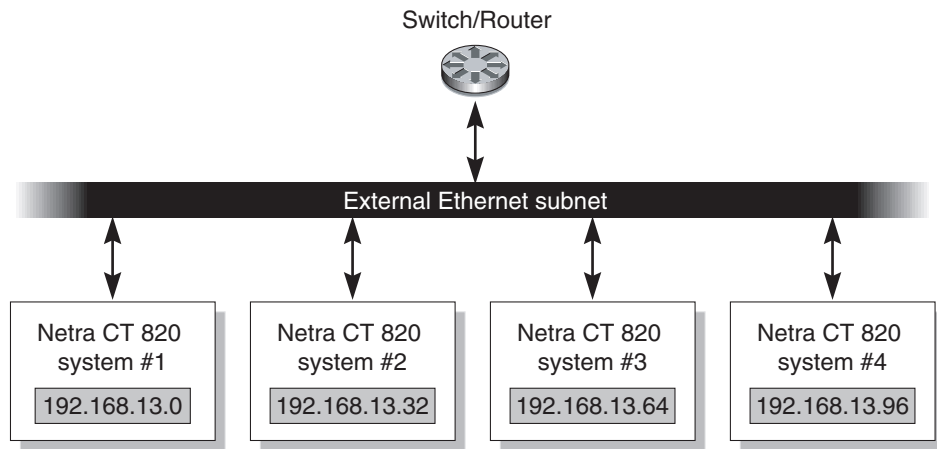 Switch/Router
External Ethernet subnet
Netra CT 820
system #1
192.168.13.0
Netra CT 820
system #2
192.168.13.32
Netra CT 820
system #3
192.168.13.64
Netra CT 820
system #4
192.168.13.96